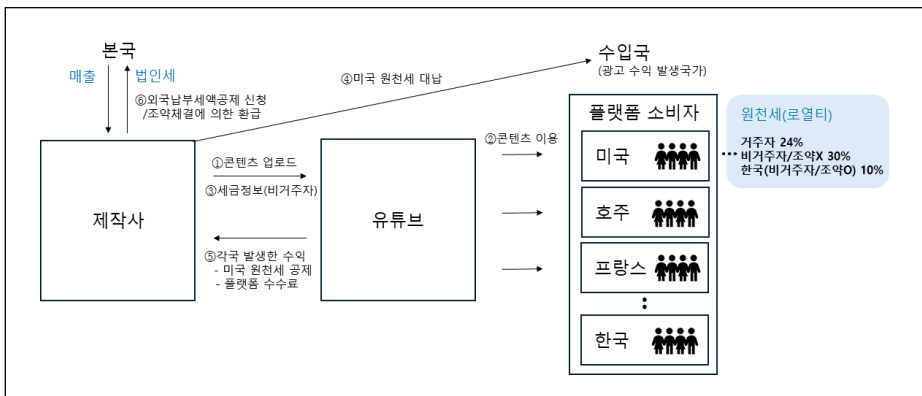 본국
매출
법인세
⑥외국납부세액공제 신청
/조약체결에 의한 환급
④미국 원천세 대납
수입국
(광고 수익 발생국가)
제작사
①콘텐츠 업로드
③세금정보(비거주자)
⑤각국 발생한 수익
- 미국 원천세 공제
- 플랫폼 수수료
유튜브
②콘텐츠 이용
플랫폼 소비자
미국
호주
프랑스
한국
원천세(로열티)
거주자 24%
비거주자/조약X 30%
한국(비거주자/조약O) 10%